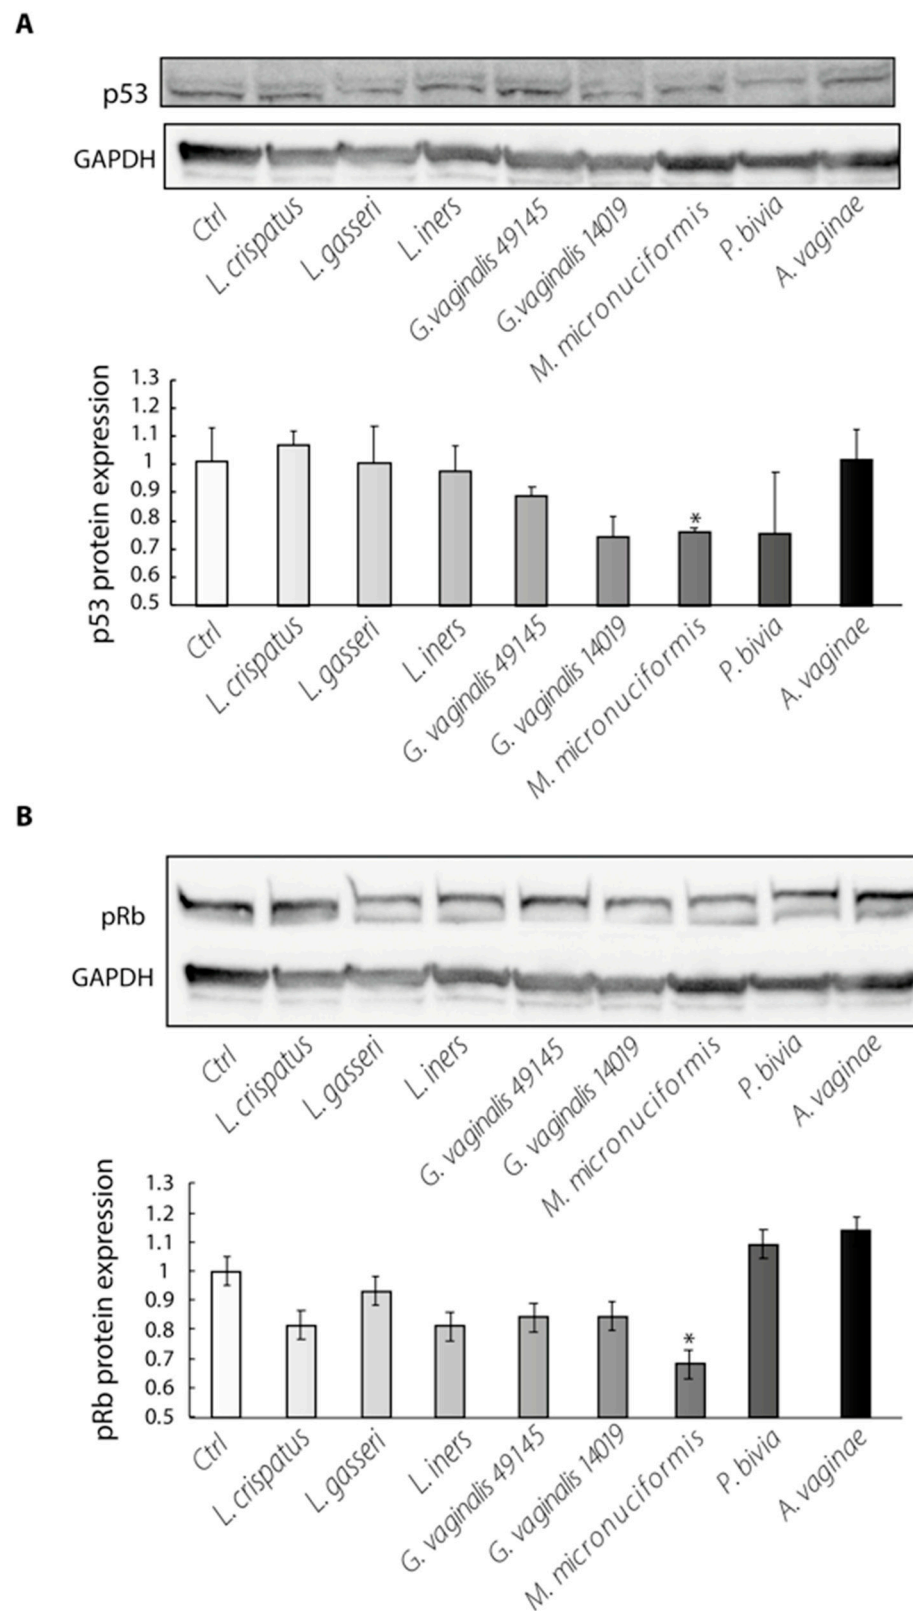 A
p53
GAPDH
Ctrl
L. crispatus
L. gasseri
L. iners
G.vaginalis 49145
G.vaginalis 14019
M. micronuciformis
P. bivia
A. vaginae
p53 protein expression
1.3
1.2
1.1
1
0.9
0.8
0.7
0.6
0.5
*
Ctrl
L. crispatus
L. gasseri
L. iners
G. vaginalis 49145
G. vaginalis 14019
M. micronuciformis
P. bivia
A. vaginae
B
pRb
GAPDH
Ctrl
L. crispatus
L. gasseri
L. iners
G. vaginalis 49145
G. vaginalis 14019
M. micronuciformis
P. bivia
A. vaginae
pRb protein expression
1.3
1.2
1.1
1
0.9
0.8
0.7
0.6
0.5
*
Ctrl
L. crispatus
L. gasseri
L. iners
G. vaginalis 49145
G. vaginalis 14019
M. micronuciformis
P. bivia
A. vaginae